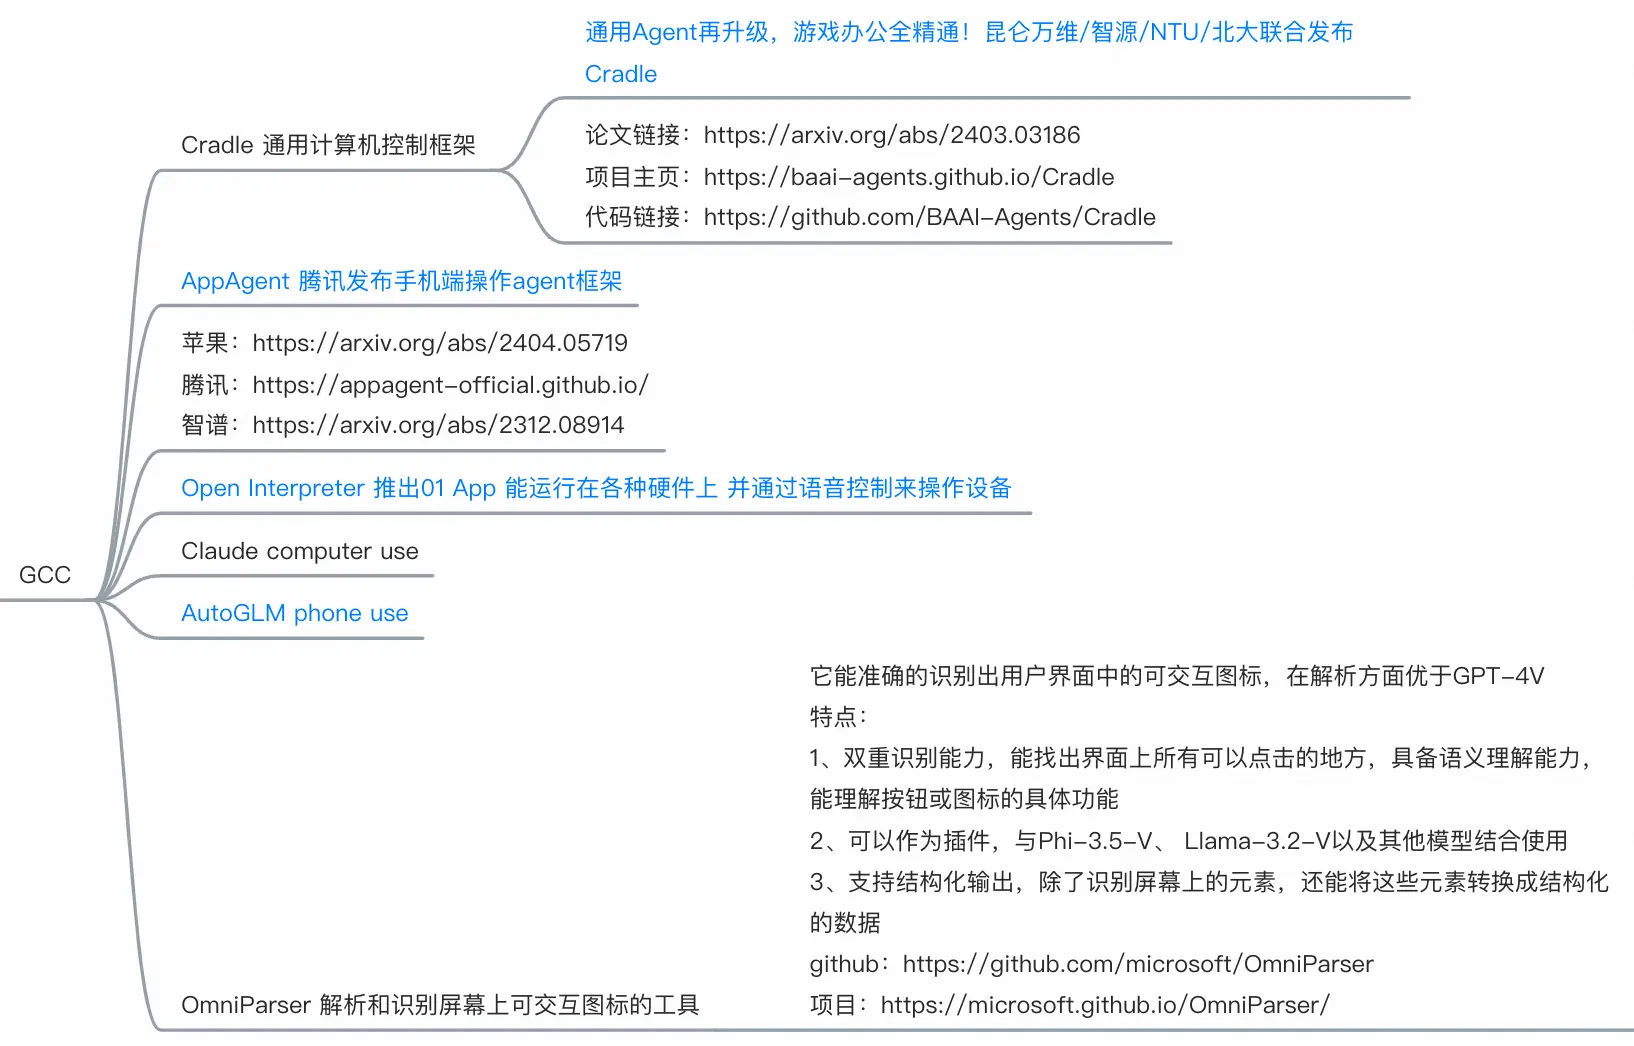 GCC
Cradle 通用计算机控制框架
通用Agent再升级，游戏办公全精通！昆仑万维/智源/NTU/北大联合发布
Cradle
论文链接：https://arxiv.org/abs/2403.03186
项目主页：https://baai-agents.github.io/Cradle
代码链接：https://github.com/BAAI-Agents/Cradle
AppAgent 腾讯发布手机端操作agent框架
苹果：https://arxiv.org/abs/2404.05719
腾讯：https://appagent-official.github.io/
智谱：https://arxiv.org/abs/2312.08914
Open Interpreter 推出01 App 能运行在各种硬件上 并通过语音控制来操作设备
Claude computer use
AutoGLM phone use
OmniParser 解析和识别屏幕上可交互图标的工具
它能准确的识别出用户界面中的可交互图标，在解析方面优于GPT-4V
特点：
1、双重识别能力，能找出界面上所有可以点击的地方，具备语义理解能力，
能理解按钮或图标的具体功能
2、可以作为插件，与Phi-3.5-V、 Llama-3.2-V以及其他模型结合使用
3、支持结构化输出，除了识别屏幕上的元素，还能将这些元素转换成结构化
的数据
github：https://github.com/microsoft/OmniParser
项目：https://microsoft.github.io/OmniParser/